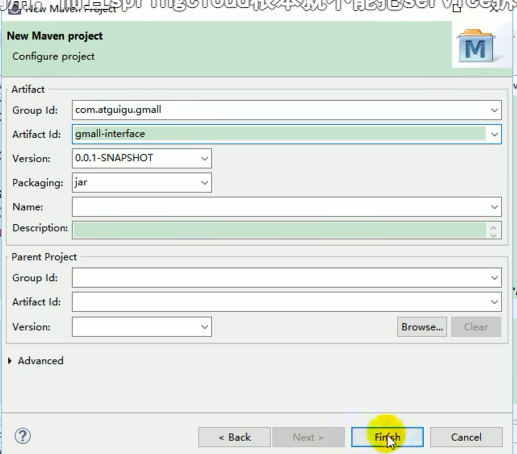 New Maven Project
New Maven project
Configure project
M
Artifact
Group Id: com.atguigu.gmall
Artifact Id: gmall-interface
Version: 0.0.1-SNAPSHOT
Packaging: jar
Name:
Description:
Parent Project
Group Id:
Artifact Id:
Version: Browse... Clear
Advanced
? < Back Next > Finish Cancel